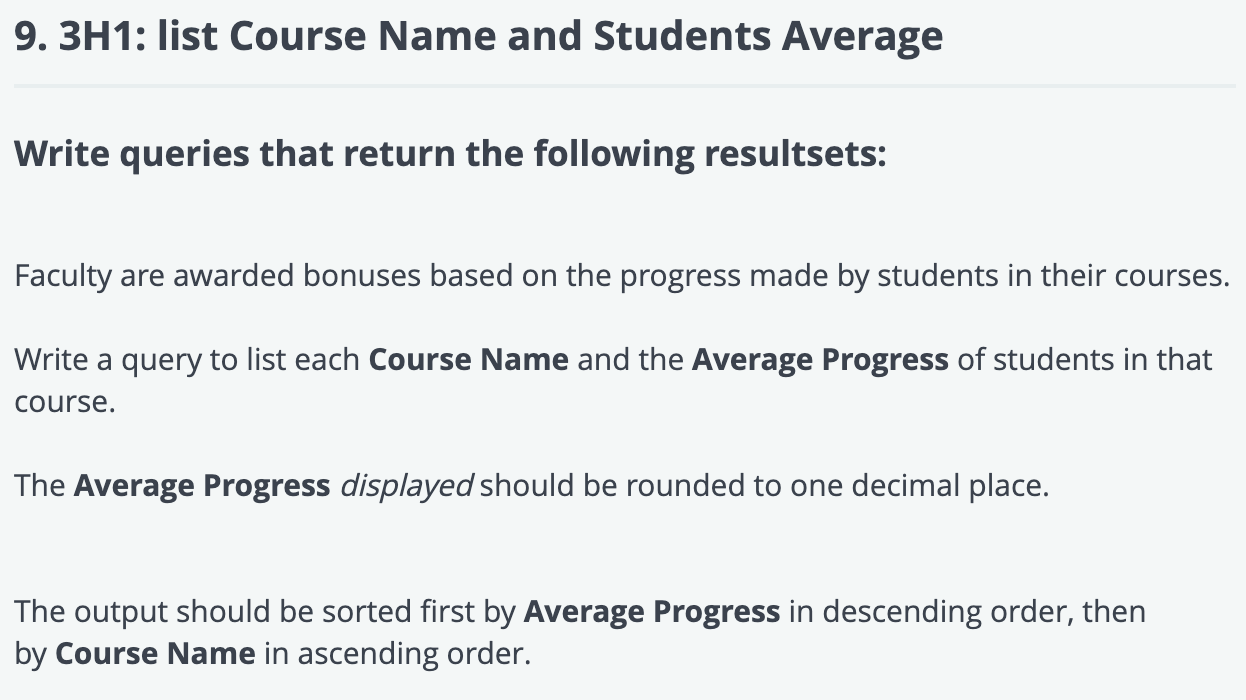 9. 3H1: list Course Name and Students Average
Write queries that return the following resultsets:
Faculty are awarded bonuses based on the progress made by students in their courses.
Write a query to list each Course Name and the Average Progress of students in that
course.
The Average Progress displayed should be rounded to one decimal place.
The output should be sorted first by Average Progress in descending order, then
by Course Name in ascending order.